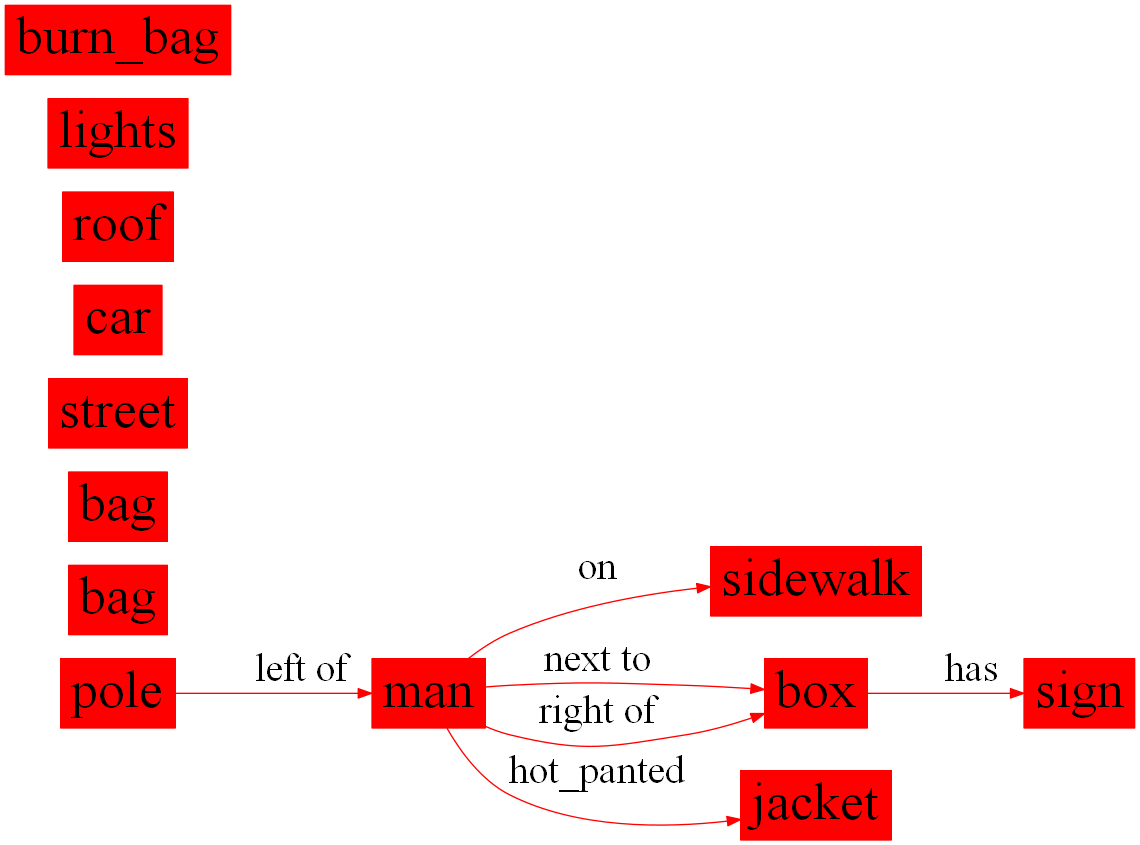 burn_bag
lights
roof
car
street
bag
bag
on
sidewalk
pole
left of
man
next to
box
has
sign
right of
hot_panted
jacket